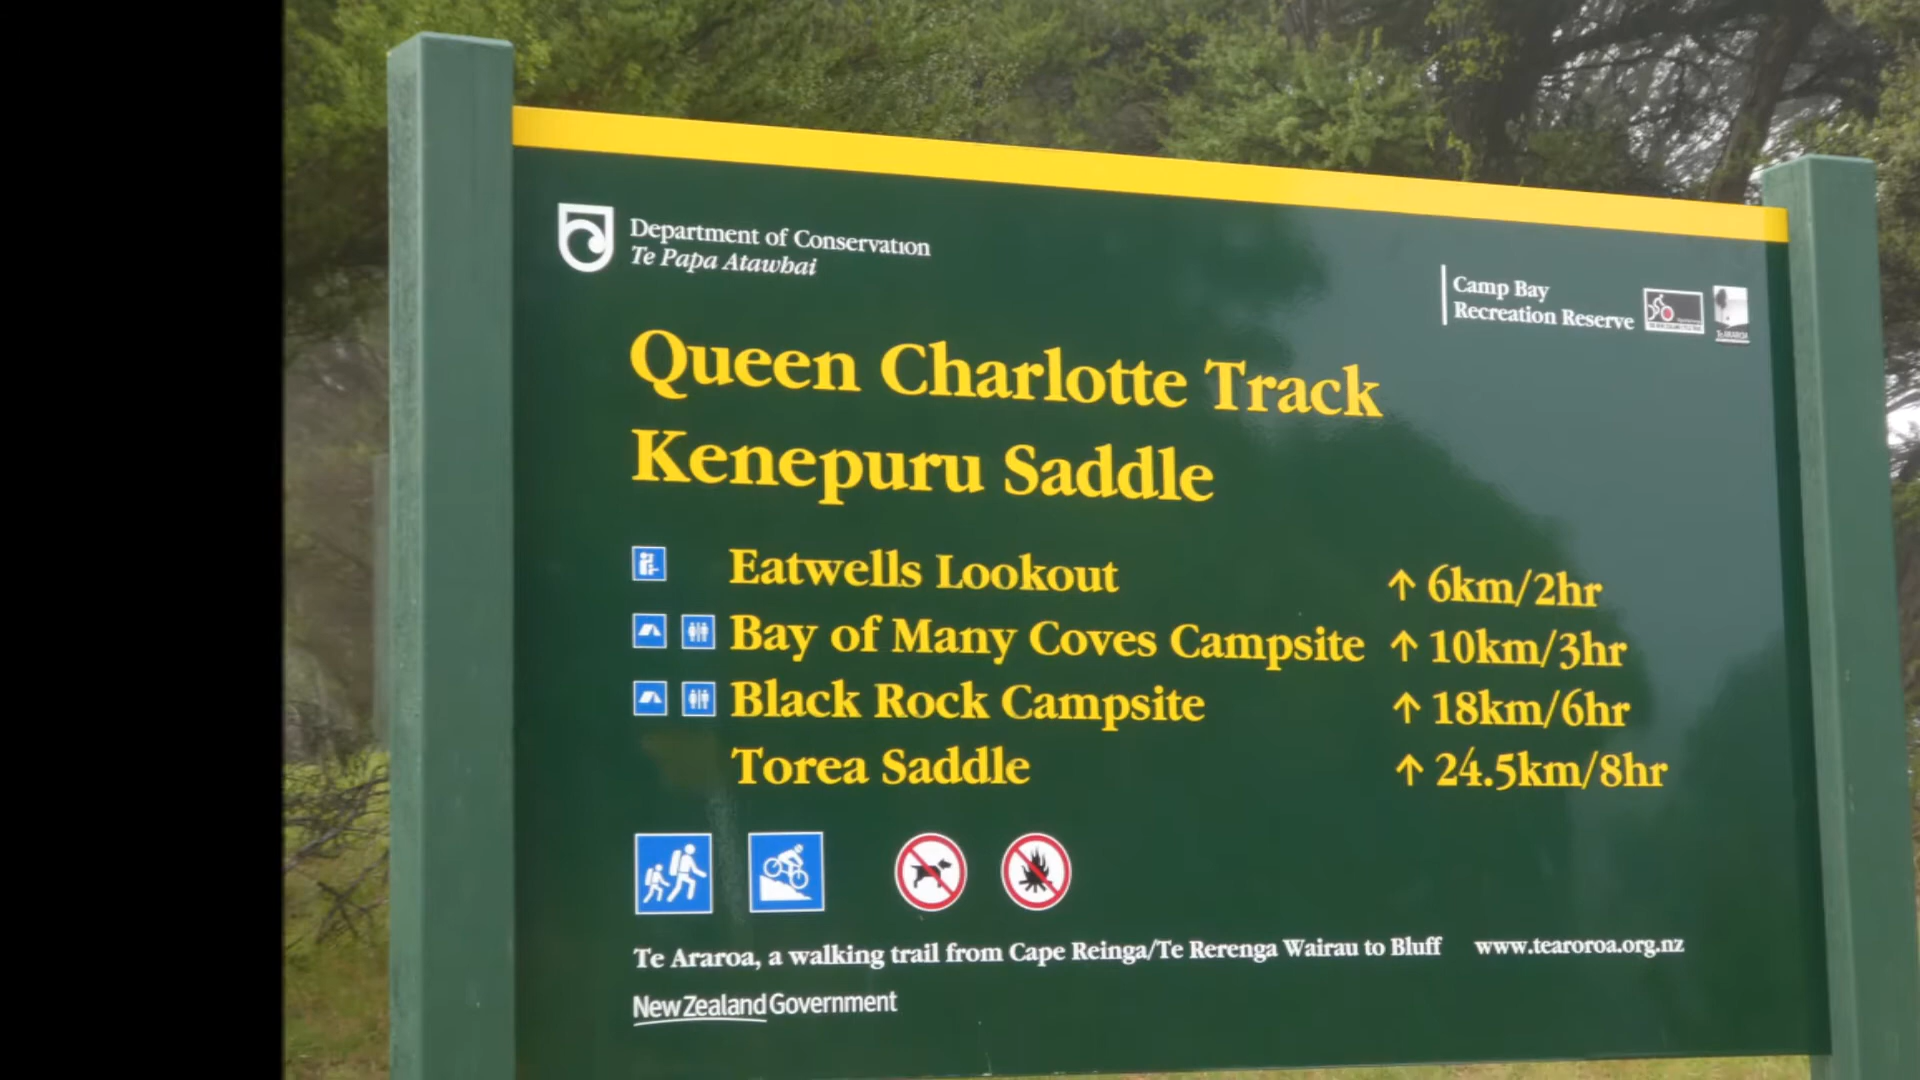 Department of Conservation
Te Papa Atawhai
Camp Bay
Recreation Reserve
Queen Charlotte Track
Kenepuru Saddle
Eatwells Lookout ↑ 6km/2hr
Bay of Many Coves Campsite ↑ 10km/3hr
Black Rock Campsite ↑ 18km/6hr
Torea Saddle ↑ 24.5km/8hr
Te Araroa, a walking trail from Cape Reinga/Te Rerenga Wairau to Bluff www.tearoroa.org.nz
New Zealand Government